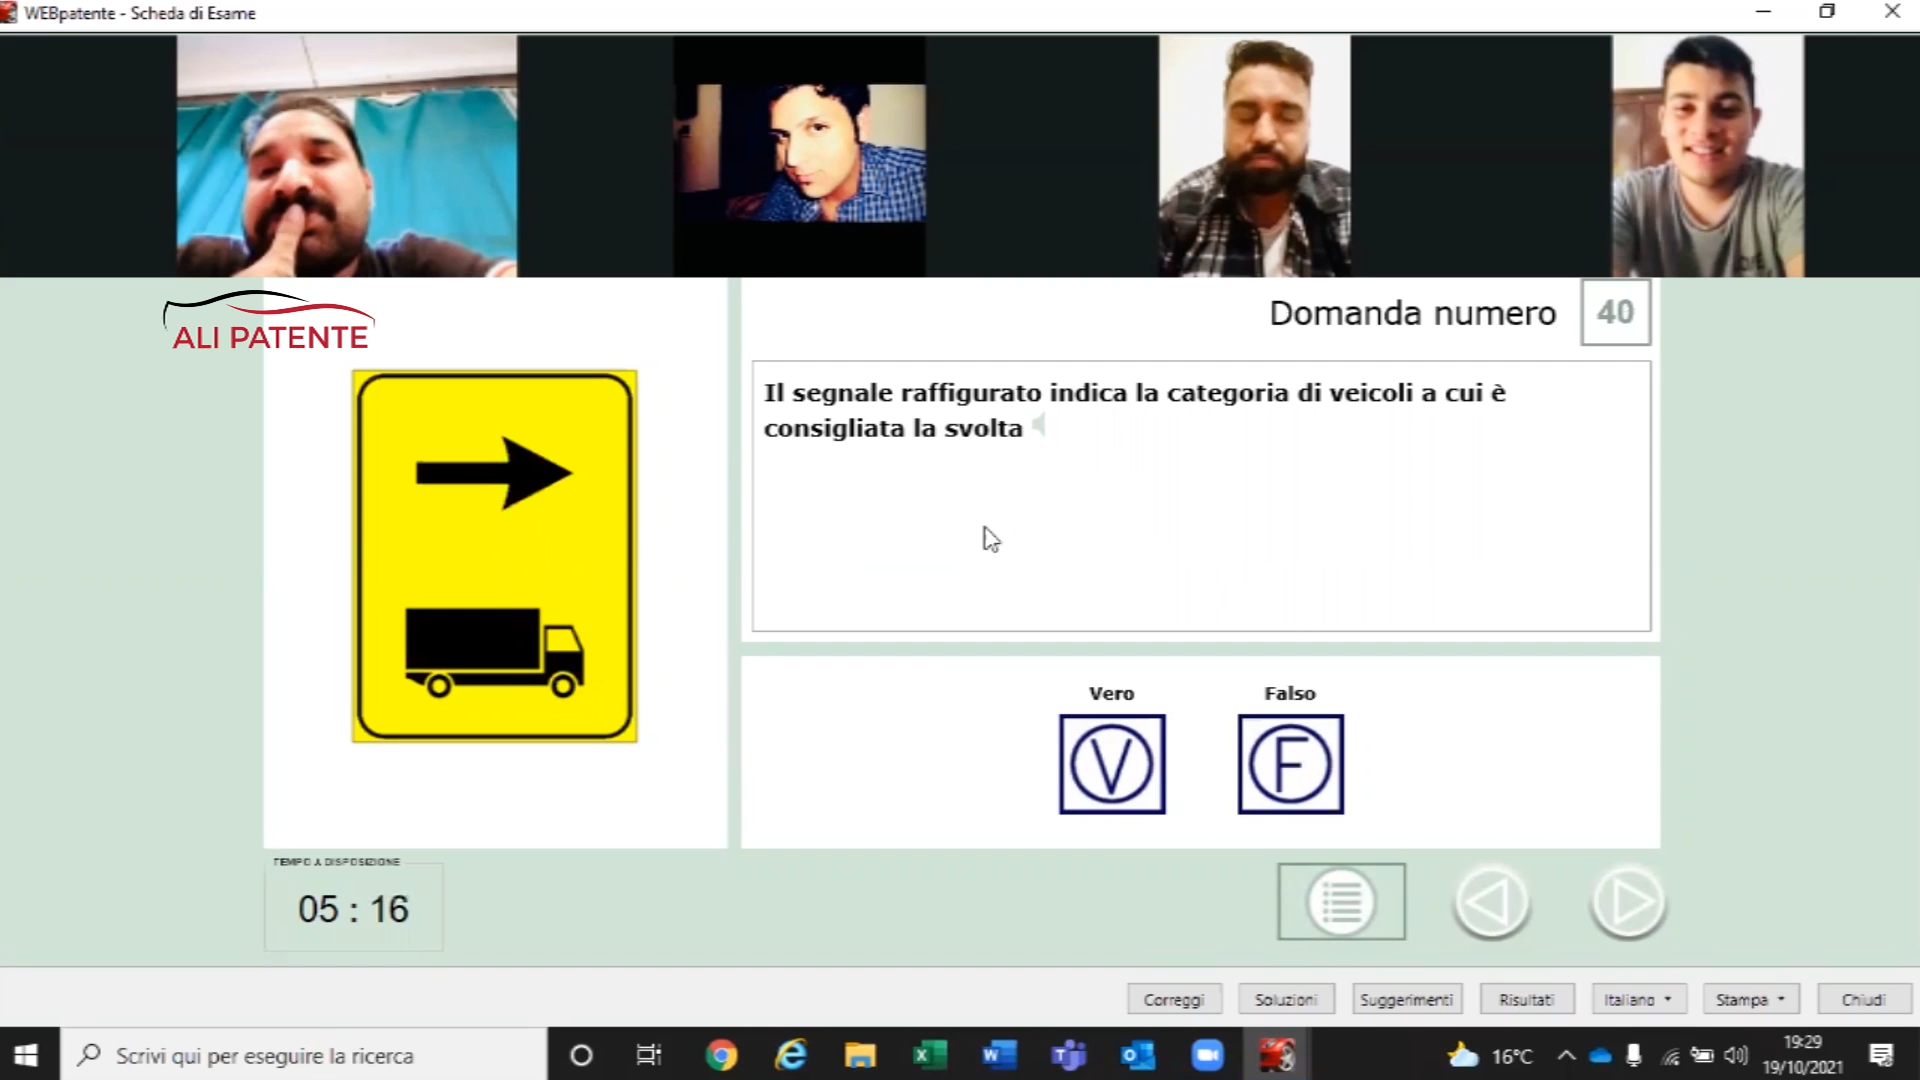 WEBpatente - Scheda di Esame
ALI PATENTE
Domanda numero 40
Il segnale raffigurato indica la categoria di veicoli a cui è
consigliata la svolta
Vero Falso
V F
TEMPO A DISPOSIZIONE
05 : 16
Correggi Soluzioni Suggerimenti Risultati Italiano Stampa Chiudi
Scrivi qui per eseguire la ricerca
16°C
19:29
19/10/2021